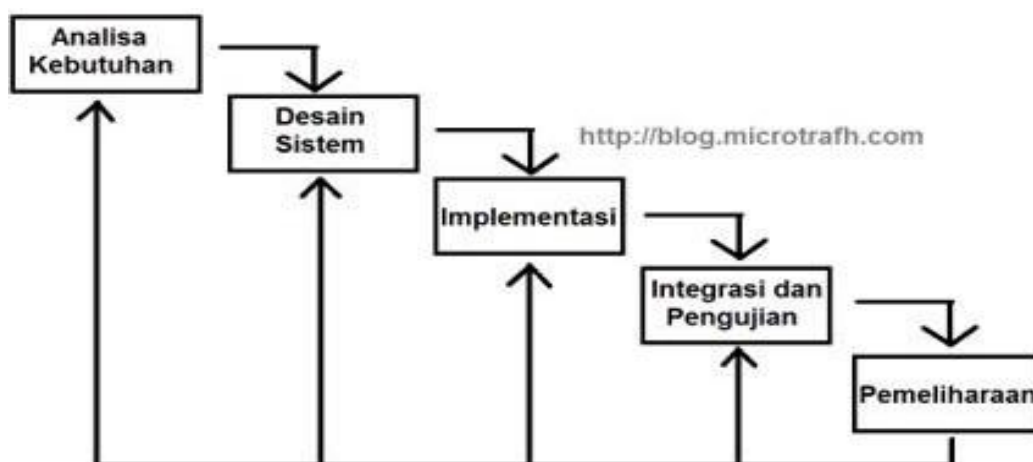 Analisa
Kebutuhan
Desain
Sistem
http://blog.microtrafh.com
Implementasi
Integrasi dan
Pengujian
Pemeliharaan